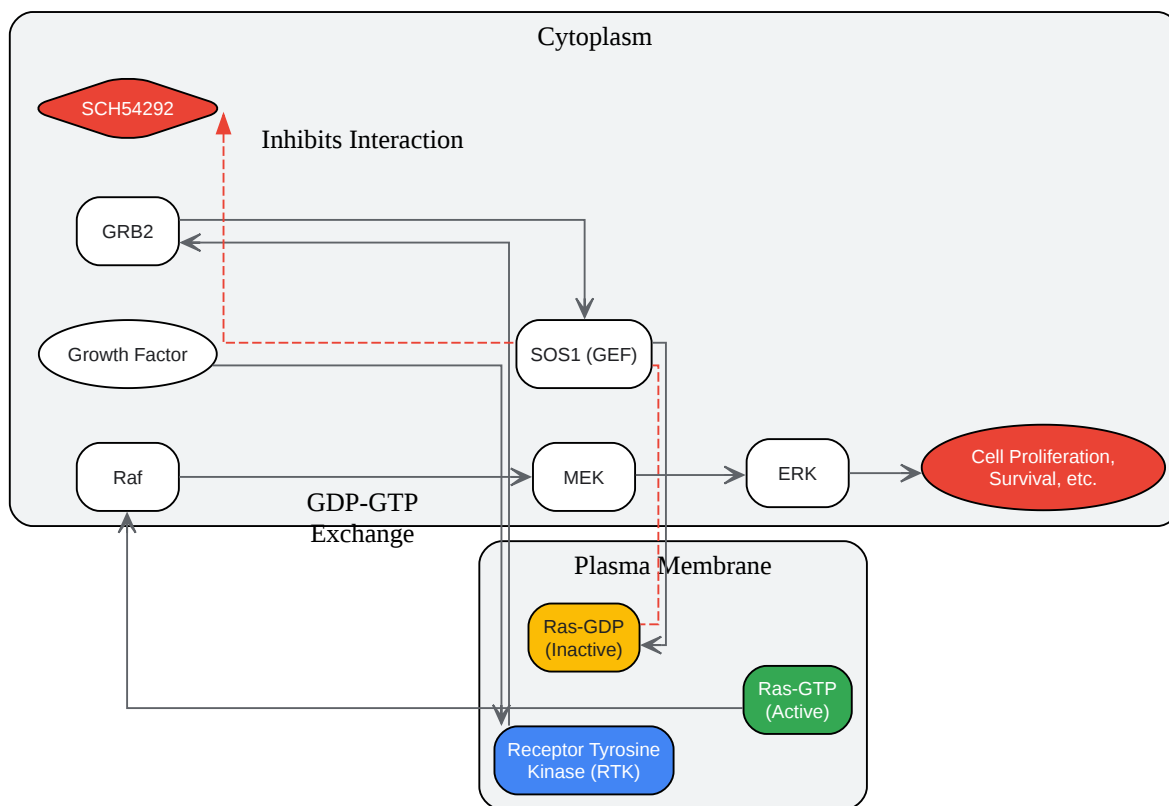 Cytoplasm
SCH54292
Inhibits Interaction
GRB2
Growth Factor
SOS1 (GEF)
Raf
MEK
ERK
Cell Proliferation,
Survival, etc.
GDP-GTP
Exchange
Plasma Membrane
Ras-GDP
(Inactive)
Ras-GTP
(Active)
Receptor Tyrosine
Kinase (RTK)